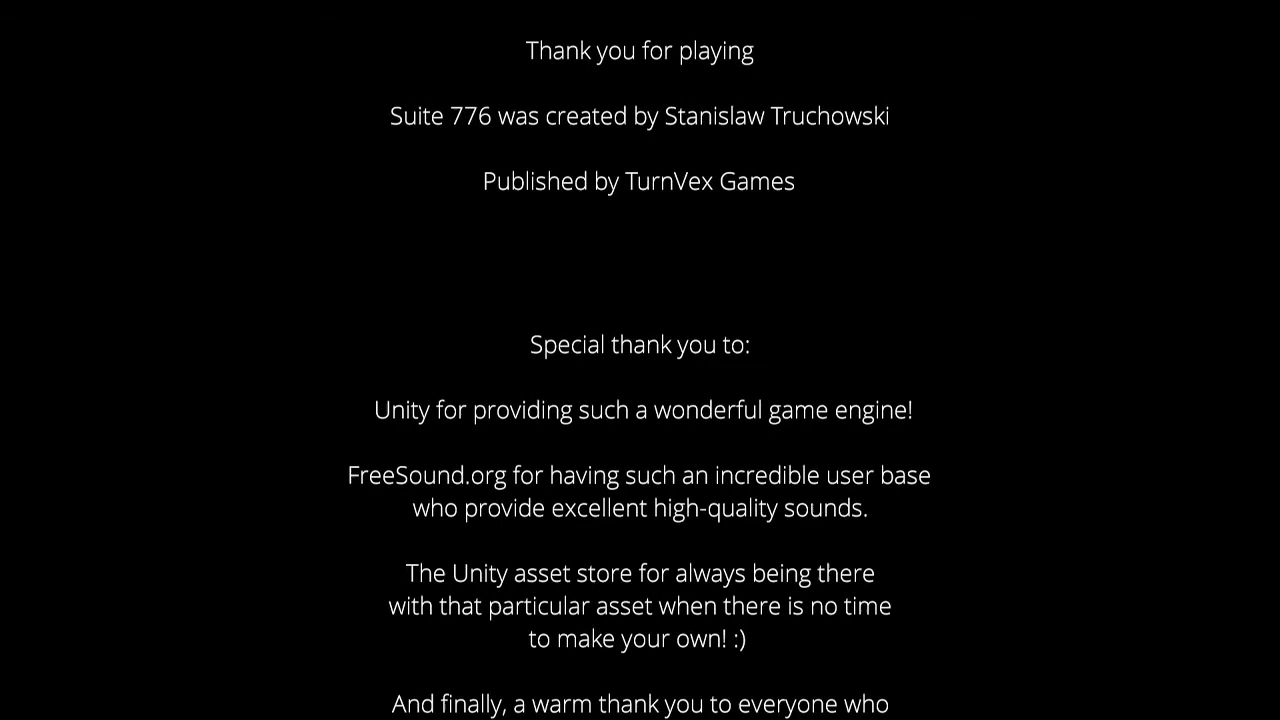 Thank you for playing
Suite 776 was created by Stanislaw Truchowski
Published by TurnVex Games
Special thank you to:
Unity for providing such a wonderful game engine!
FreeSound.org for having such an incredible user base
who provide excellent high-quality sounds.
The Unity asset store for always being there
with that particular asset when there is no time
to make your own! :)
And finally, a warm thank you to everyone who